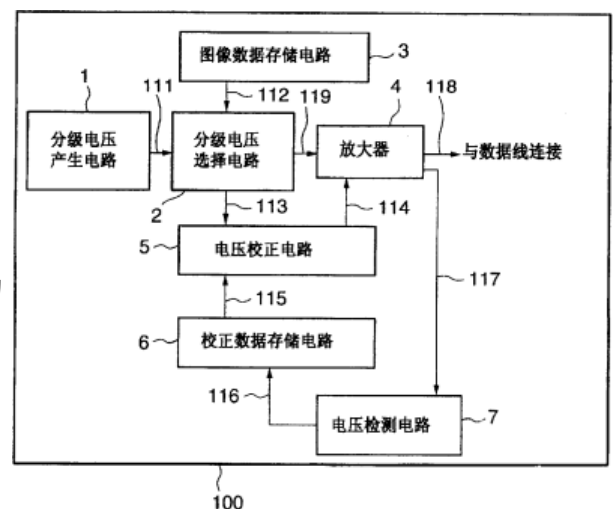 图像数据存储电路
3
1
111
112
119
4
118
分级电压
产生电路
分级电压
选择电路
放大器
与数据线连接
2
113
114
5
电压校正电路
117
115
6
校正数据存储电路
116
电压检测电路
7
100